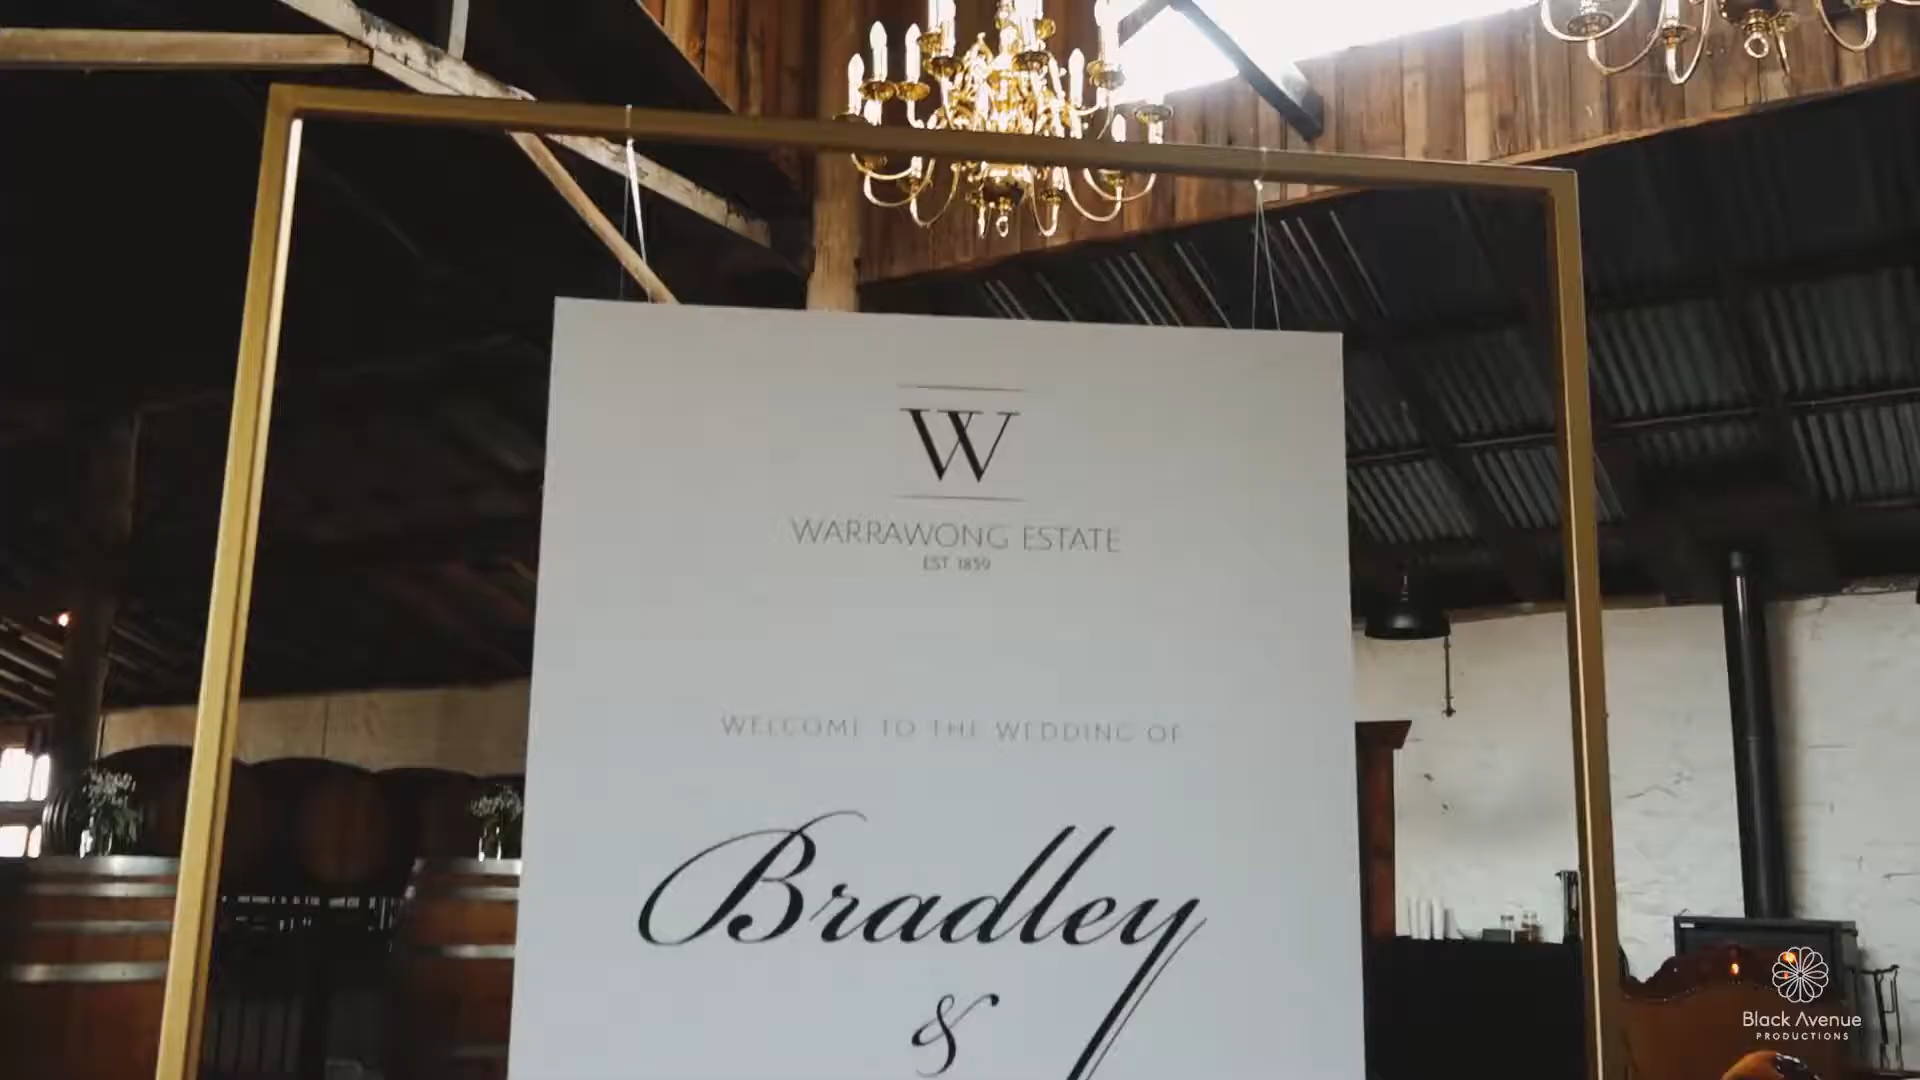 W
WARRAWONG ESTATE
EST 1859
WELCOME TO THE WEDDING OF
Bradley
&
Black Avenue
PRODUCTIONS